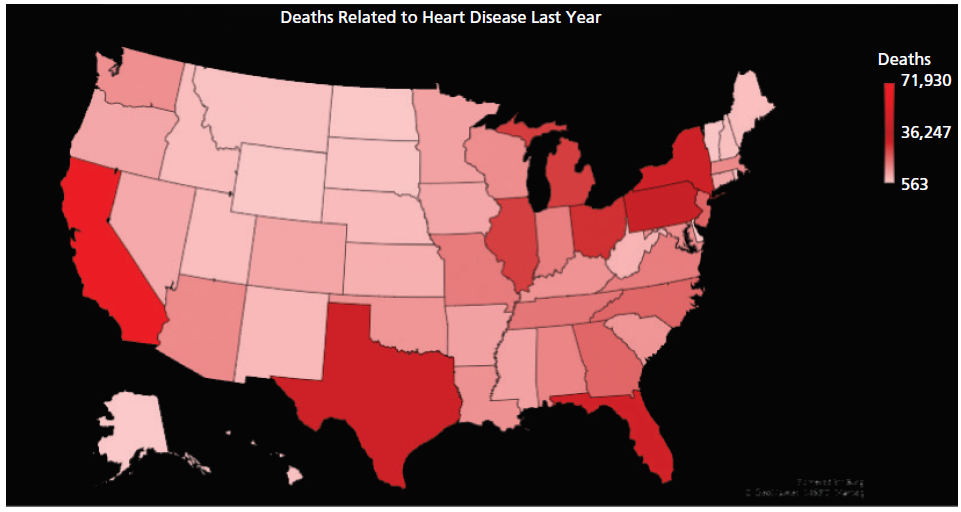 Deaths Related to Heart Disease Last Year
Deaths
71,930
36,247
563